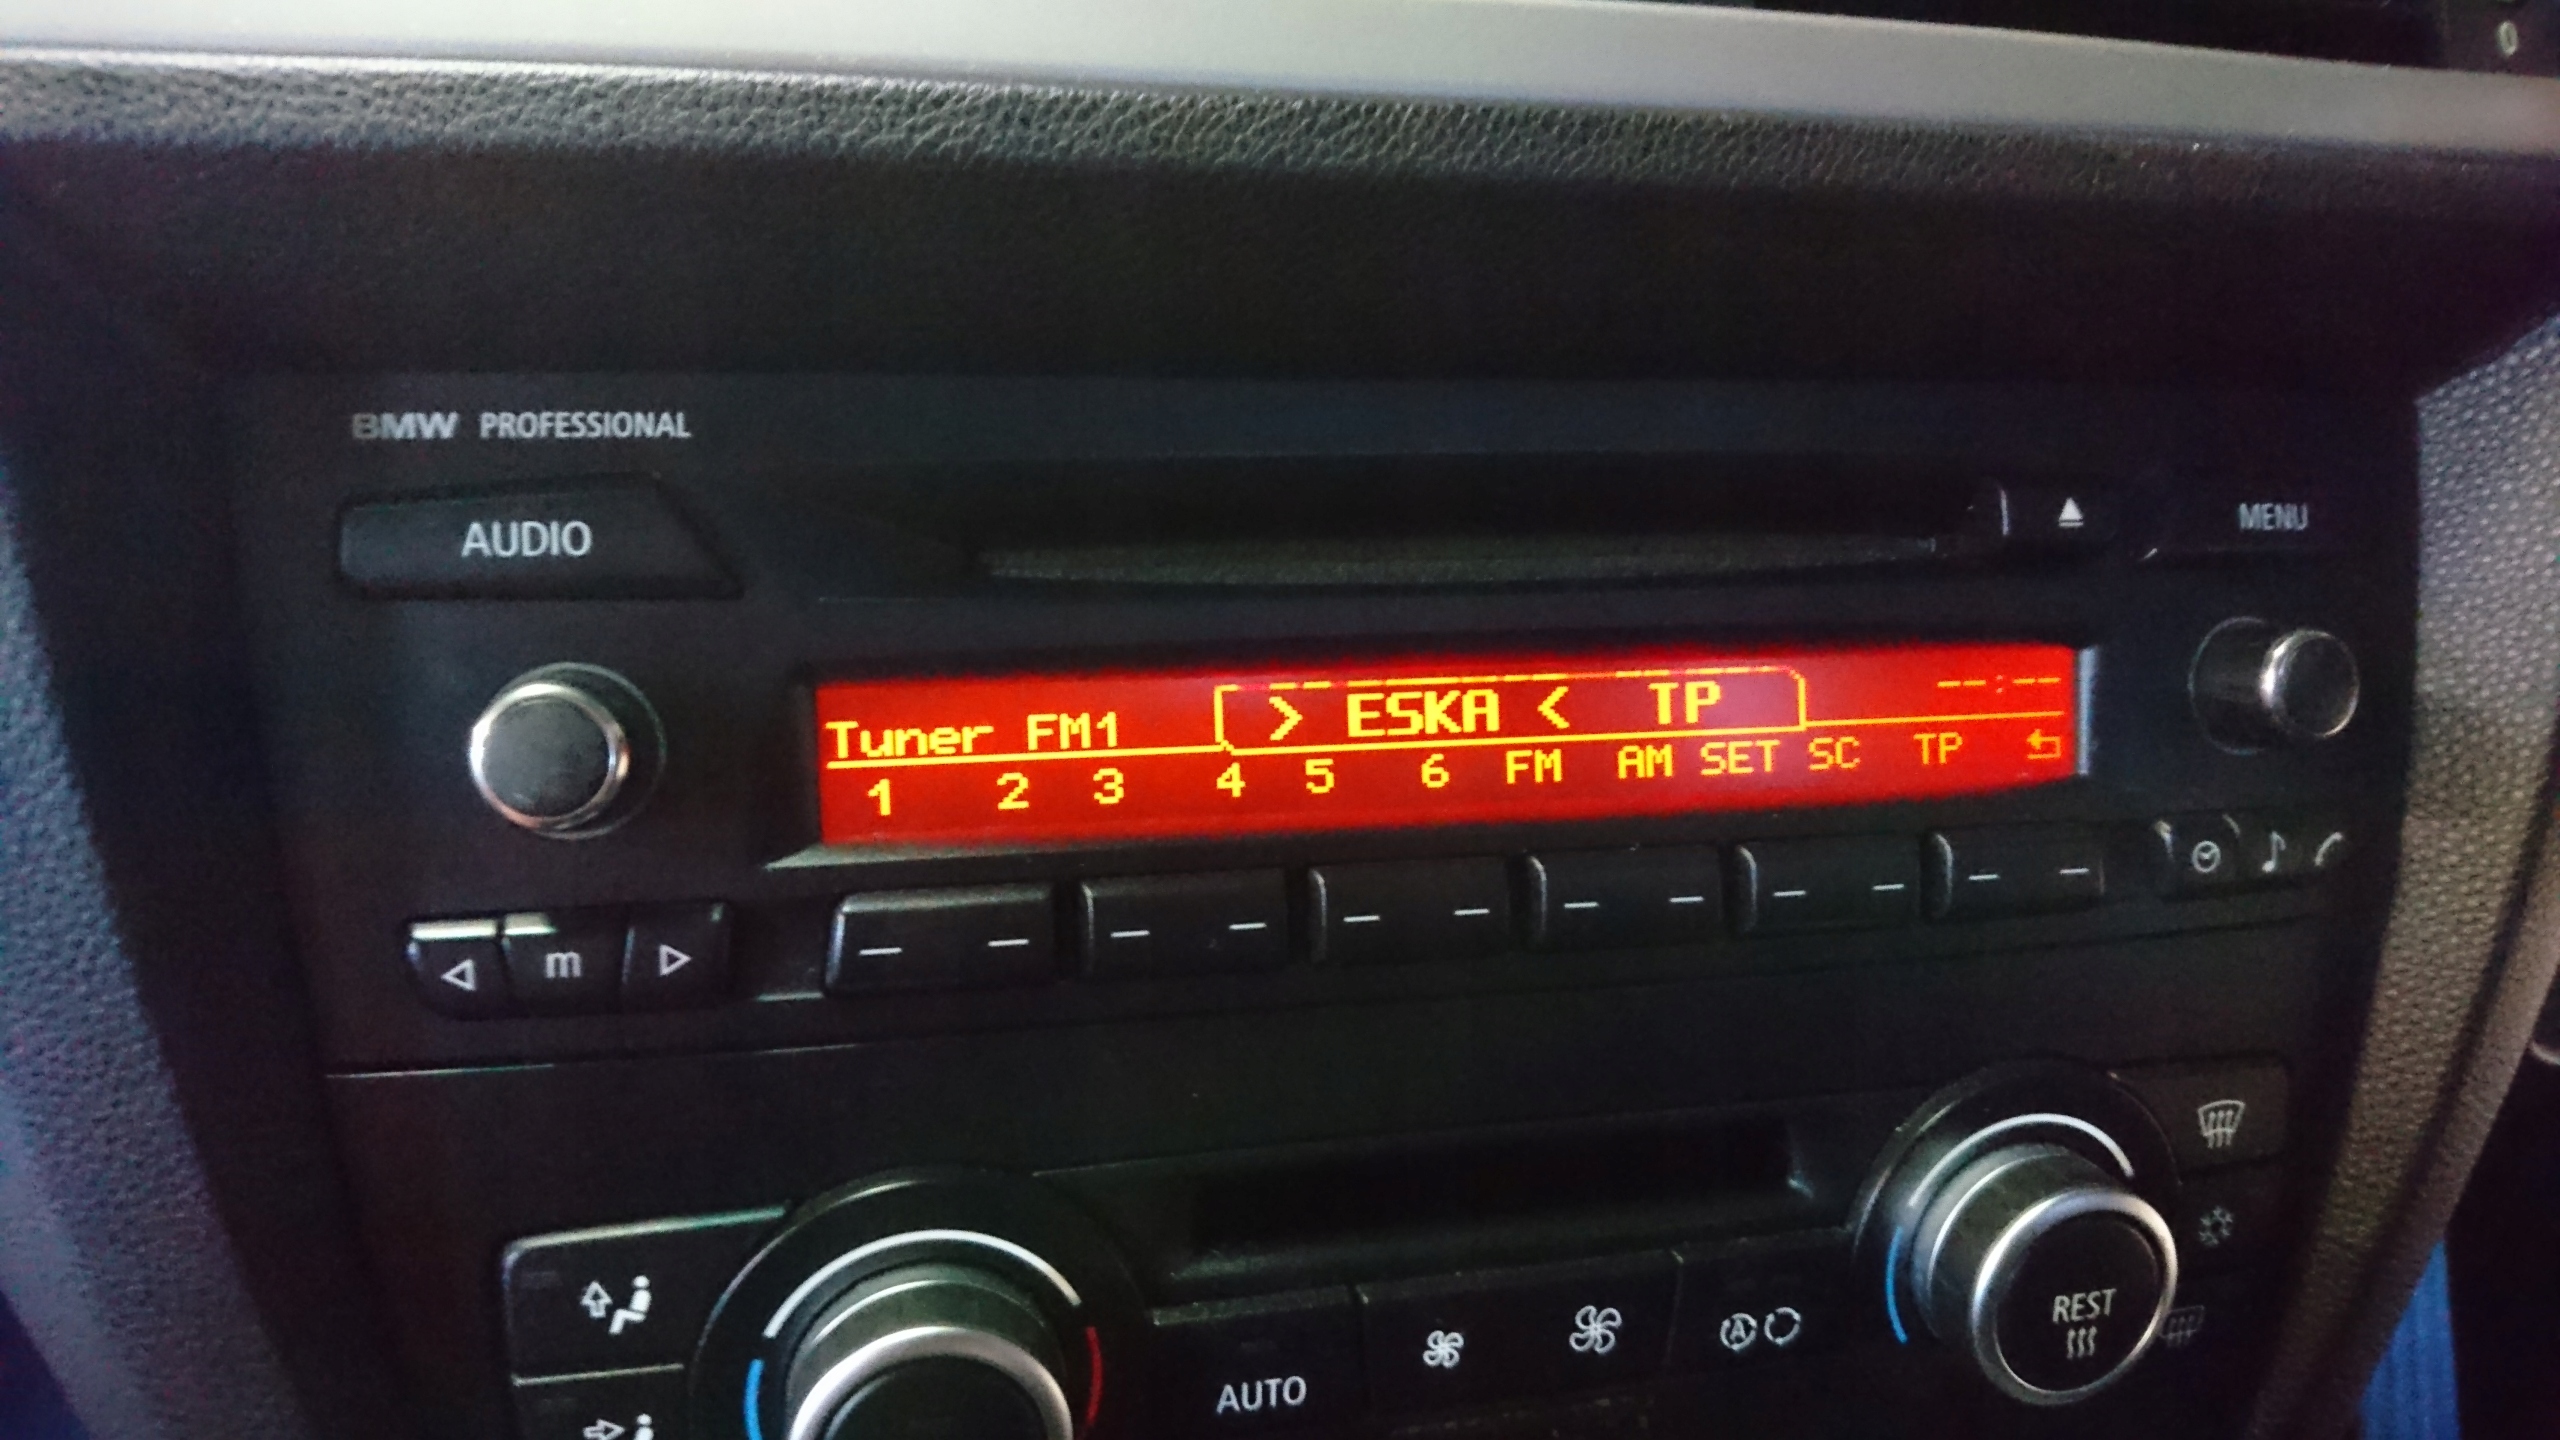 BMW PROFESSIONAL
AUDIO
MENU
Tuner FM1 > ESKA < TP --:--
1 2 3 4 5 6 FM AM SET SC TP
m
AUTO
A
REST